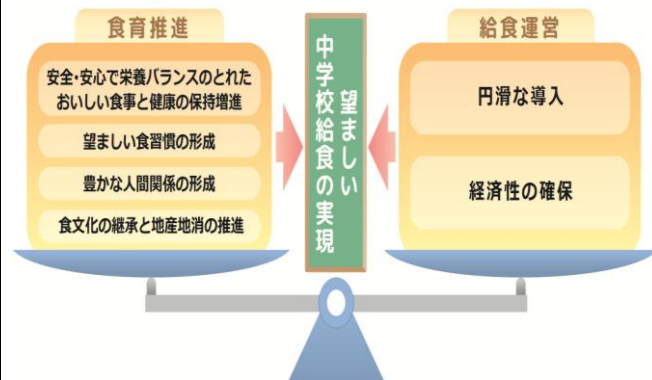 食育推進
安全・安心で栄養バランスのとれた
おいしい食事と健康の保持増進
望ましい食習慣の形成
豊かな人間関係の形成
食文化の継承と地産地消の推進
望ましい
中学校給食の実現
給食運営
円滑な導入
経済性の確保